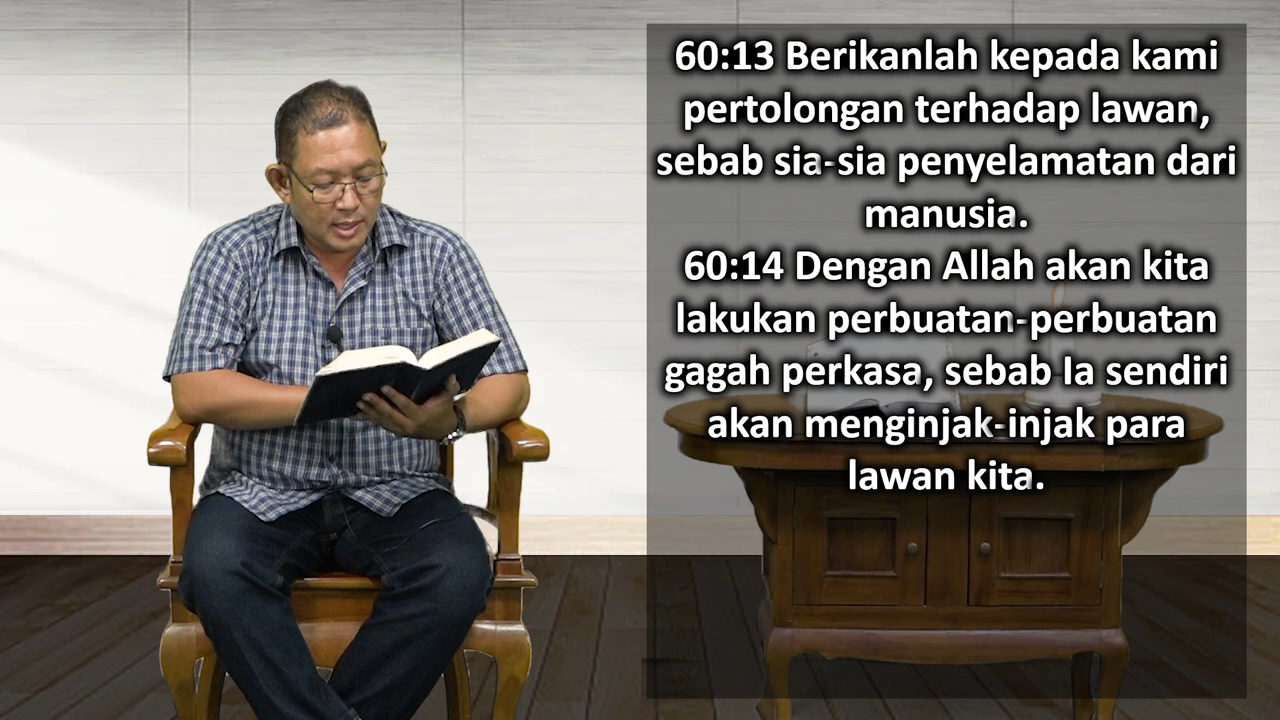 60:13 Berikanlah kepada kami
pertolongan terhadap lawan,
sebab sia-sia penyelamatan dari
manusia.
60:14 Dengan Allah akan kita
lakukan perbuatan-perbuatan
gagah perkasa, sebab Ia sendiri
akan menginjak-injak para
lawan kita.